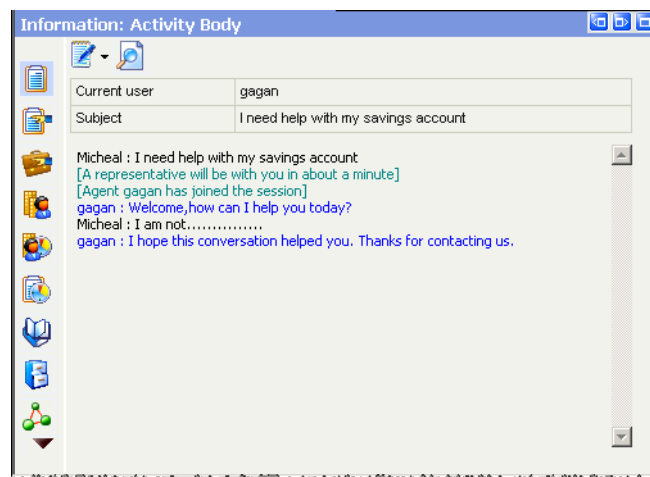 Information: Activity Body
Current user gagan
Subject I need help with my savings account
Micheal : I need help with my savings account
[A representative will be with you in about a minute]
[Agent gagan has joined the session]
gagan : Welcome,how can I help you today?
Micheal : I am not...............
gagan : I hope this conversation helped you. Thanks for contacting us.